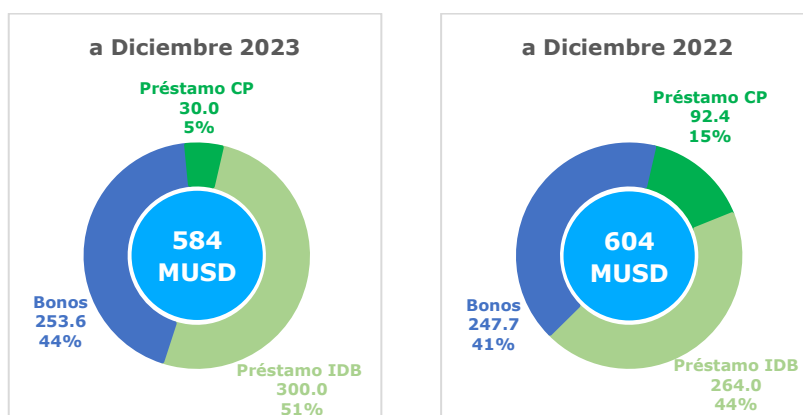 a Diciembre 2023
Préstamo CP
30.0
5%
584
MUSD
Bonos
253.6
44%
Préstamo IDB
300.0
51%
a Diciembre 2022
Préstamo CP
92.4
15%
604
MUSD
Bonos
247.7
41%
Préstamo IDB
264.0
44%